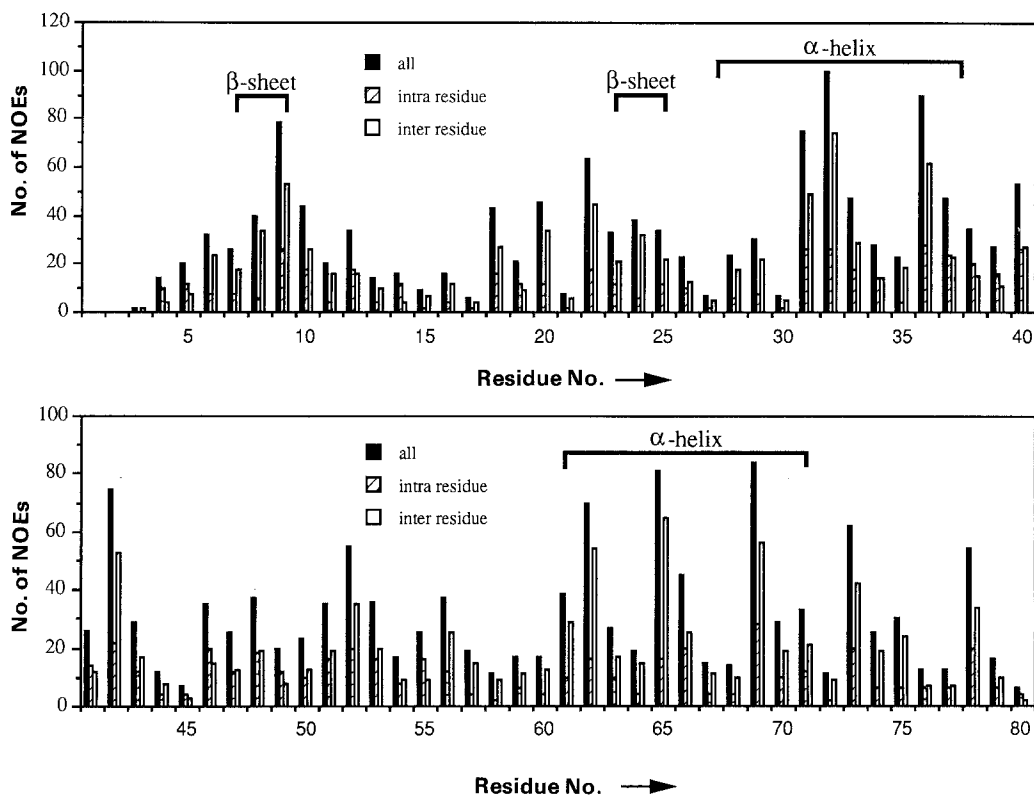 120
100
80
60
40
20
0
No. of NOEs
β-sheet
all
intra residue
inter residue
β-sheet
α-helix
5 10 15 20 25 30 35 40
Residue No.
100
80
60
40
20
0
No. of NOEs
all
intra residue
inter residue
α-helix
45 50 55 60 65 70 75 80
Residue No.